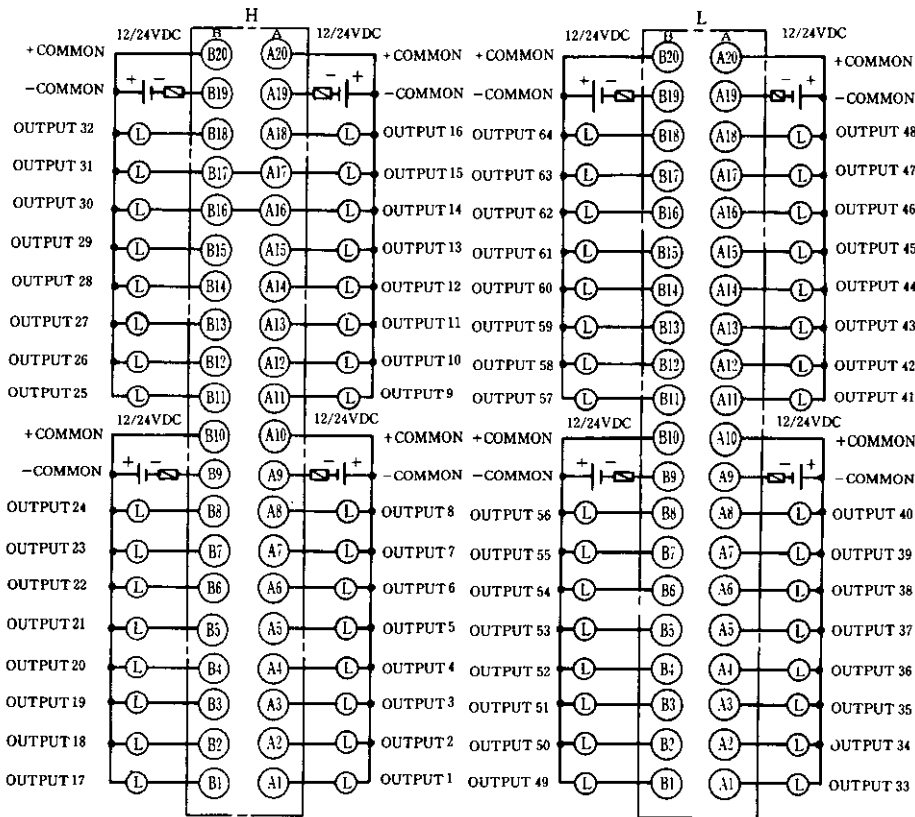 H
12/24VDC B A 12/24VDC
+COMMON B20 A20 +COMMON
+ − − +
−COMMON B19 A19 −COMMON
OUTPUT 32 L B18 A18 L OUTPUT 16
OUTPUT 31 L B17 A17 L OUTPUT 15
OUTPUT 30 L B16 A16 L OUTPUT 14
OUTPUT 29 L B15 A15 L OUTPUT 13
OUTPUT 28 L B14 A14 L OUTPUT 12
OUTPUT 27 L B13 A13 L OUTPUT 11
OUTPUT 26 L B12 A12 L OUTPUT 10
OUTPUT 25 L B11 A11 L OUTPUT 9
12/24VDC 12/24VDC
+COMMON B10 A10 +COMMON
+ − − +
−COMMON B9 A9 −COMMON
OUTPUT 24 L B8 A8 L OUTPUT 8
OUTPUT 23 L B7 A7 L OUTPUT 7
OUTPUT 22 L B6 A6 L OUTPUT 6
OUTPUT 21 L B5 A5 L OUTPUT 5
OUTPUT 20 L B4 A4 L OUTPUT 4
OUTPUT 19 L B3 A3 L OUTPUT 3
OUTPUT 18 L B2 A2 L OUTPUT 2
OUTPUT 17 L B1 A1 L OUTPUT 1
L
12/24VDC B A 12/24VDC
+COMMON B20 A20 +COMMON
+ − − +
−COMMON B19 A19 −COMMON
OUTPUT 64 L B18 A18 L OUTPUT 48
OUTPUT 63 L B17 A17 L OUTPUT 47
OUTPUT 62 L B16 A16 L OUTPUT 46
OUTPUT 61 L B15 A15 L OUTPUT 45
OUTPUT 60 L B14 A14 L OUTPUT 44
OUTPUT 59 L B13 A13 L OUTPUT 43
OUTPUT 58 L B12 A12 L OUTPUT 42
OUTPUT 57 L B11 A11 L OUTPUT 41
12/24VDC 12/24VDC
+COMMON B10 A10 +COMMON
+ − − +
−COMMON B9 A9 −COMMON
OUTPUT 56 L B8 A8 L OUTPUT 40
OUTPUT 55 L B7 A7 L OUTPUT 39
OUTPUT 54 L B6 A6 L OUTPUT 38
OUTPUT 53 L B5 A5 L OUTPUT 37
OUTPUT 52 L B4 A4 L OUTPUT 36
OUTPUT 51 L B3 A3 L OUTPUT 35
OUTPUT 50 L B2 A2 L OUTPUT 34
OUTPUT 49 L B1 A1 L OUTPUT 33